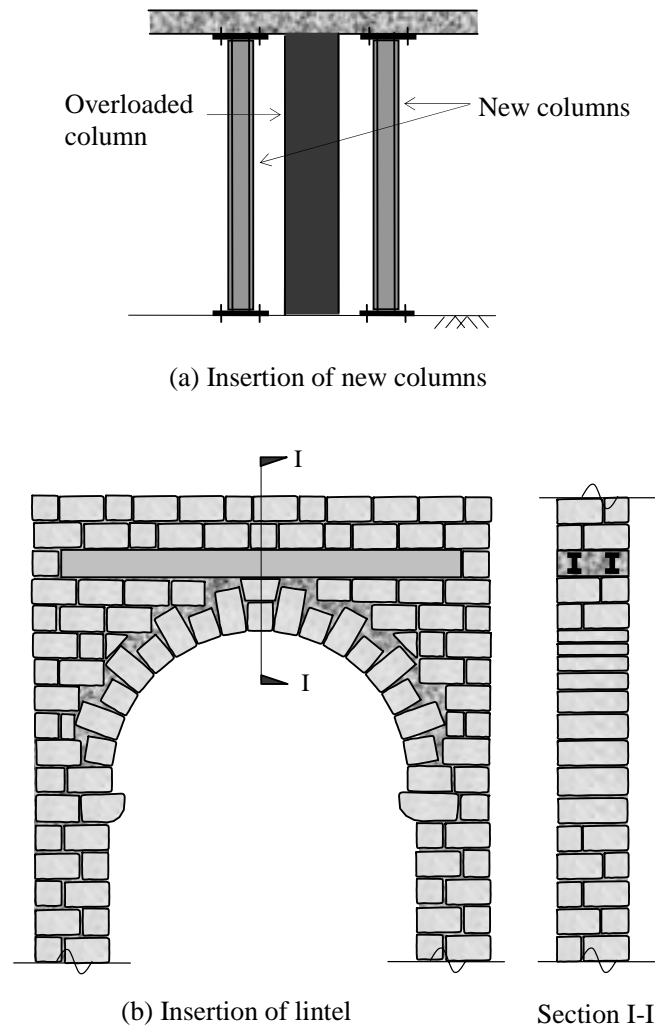 Overloaded
column
New columns
(a) Insertion of new columns
I
I
(b) Insertion of lintel
Section I-I